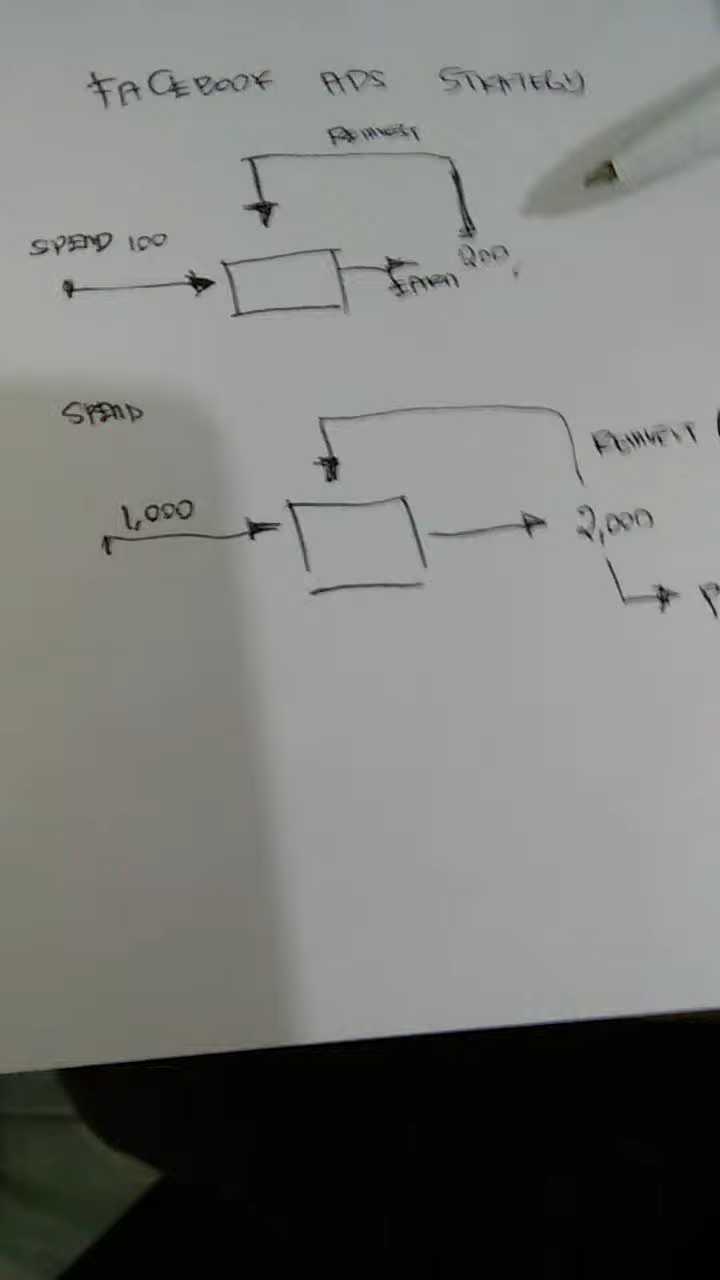 FACEBOOK ADS STRATEGY
REINVEST
SPEND 100
200
EARN
SPEND
REINVEST
1,000
2,000
P